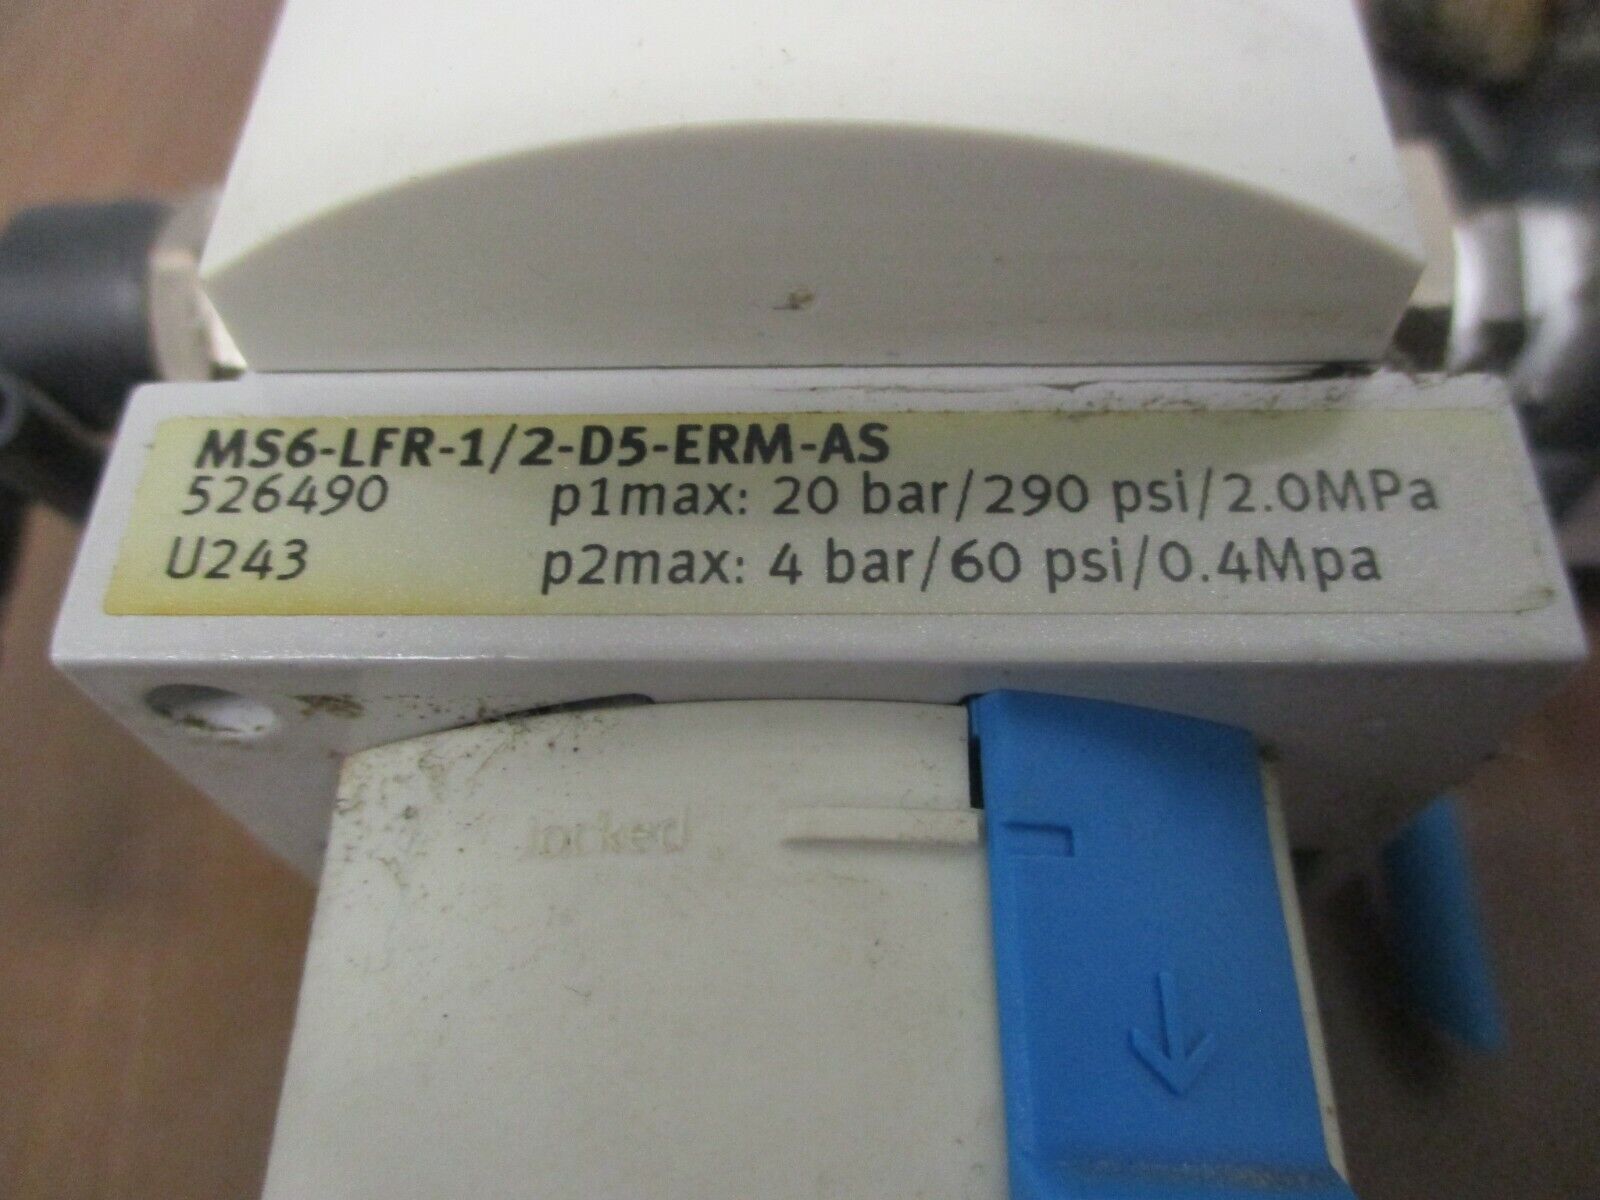 MS6-LFR-1/2-D5-ERM-AS
526490 p1max: 20 bar/290 psi/2.0MPa
U243 p2max: 4 bar/60 psi/0.4Mpa
locked